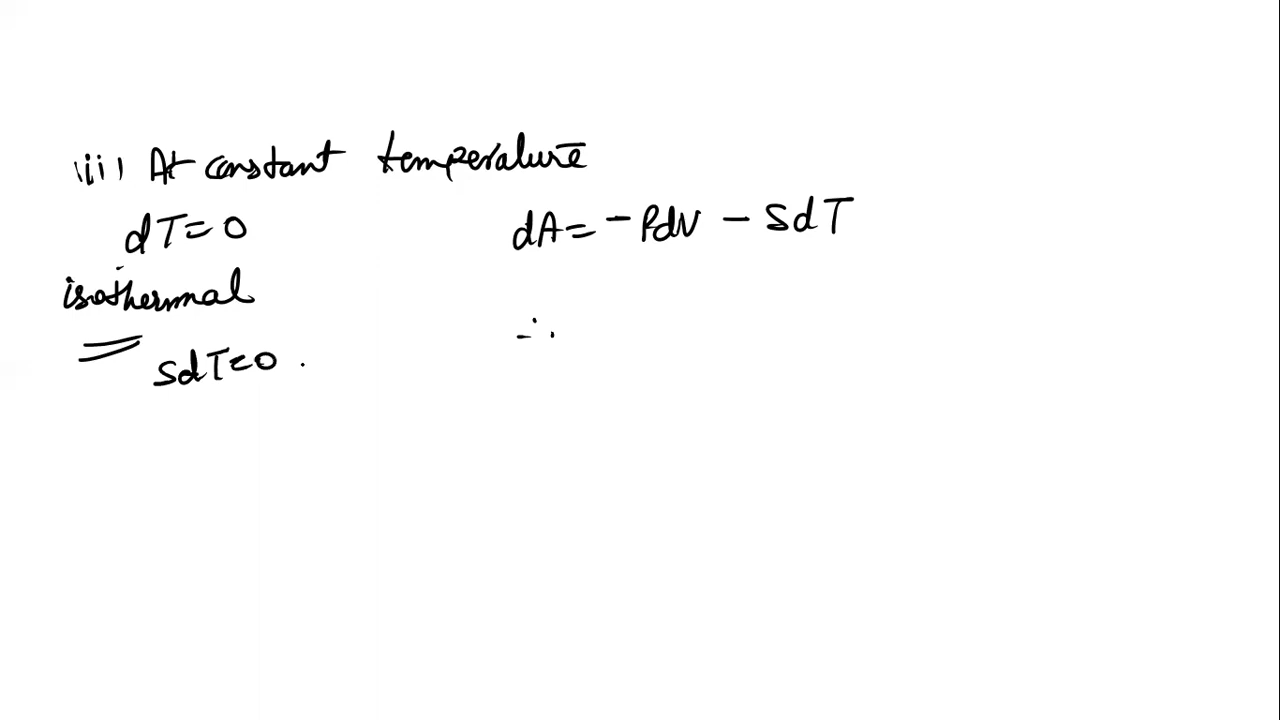 (iii) At constant temperature
dT=0
dA= -PdV - SdT
isothermal
∴
SdT=0.